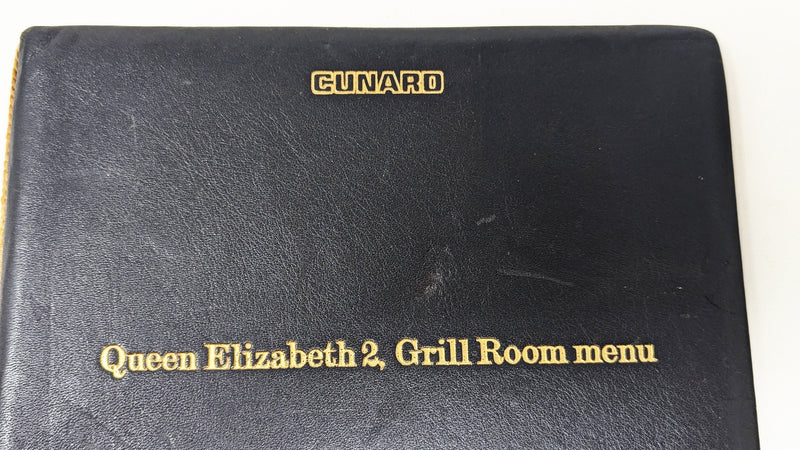 CUNARD
Queen Elizabeth 2, Grill Room menu